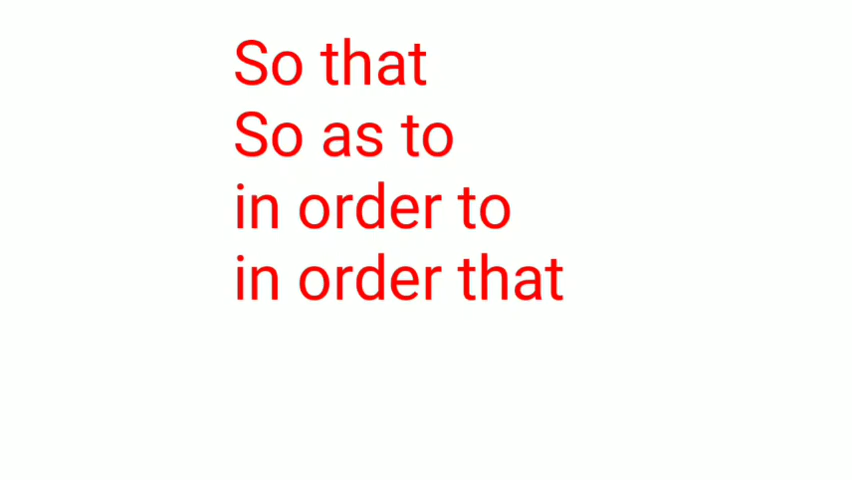 So that
So as to
in order to
in order that